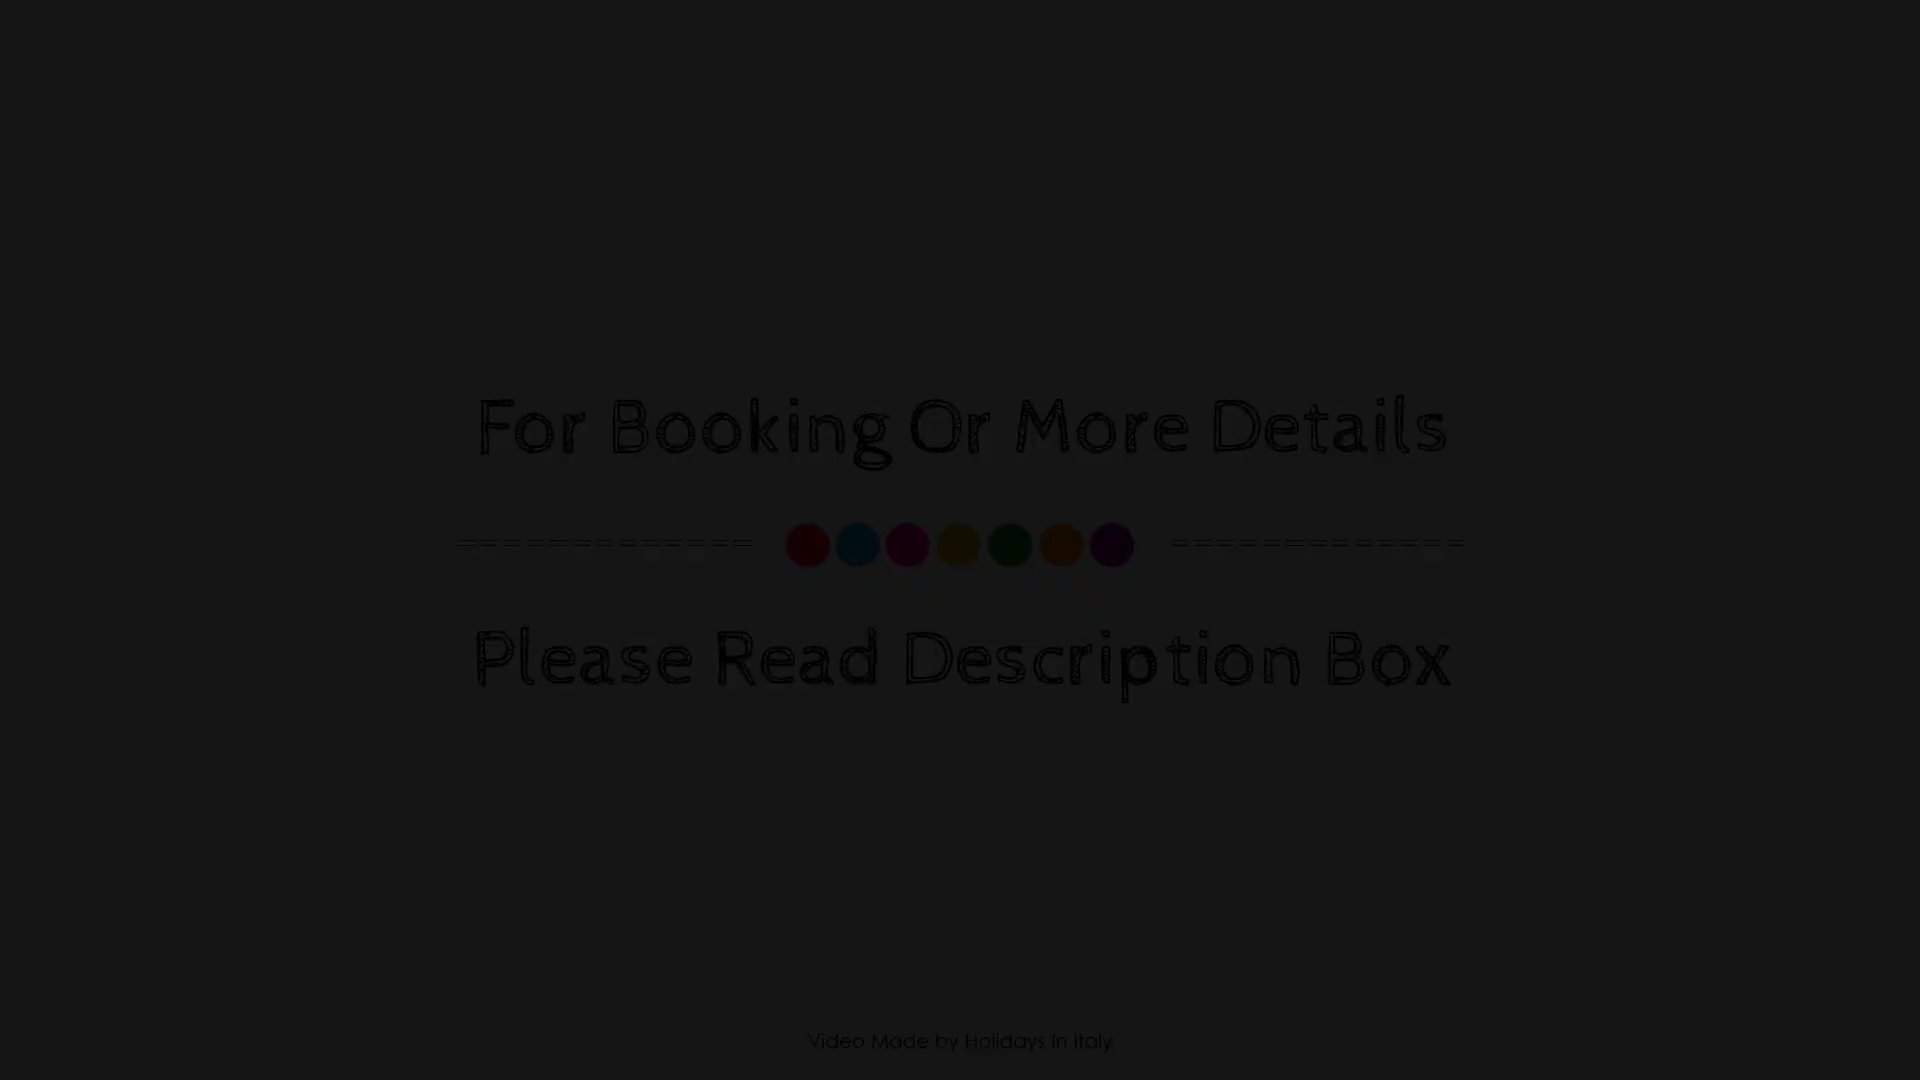 For Booking Or More Details
============= =============
Please Read Description Box
Video Made by Holidays In Italy